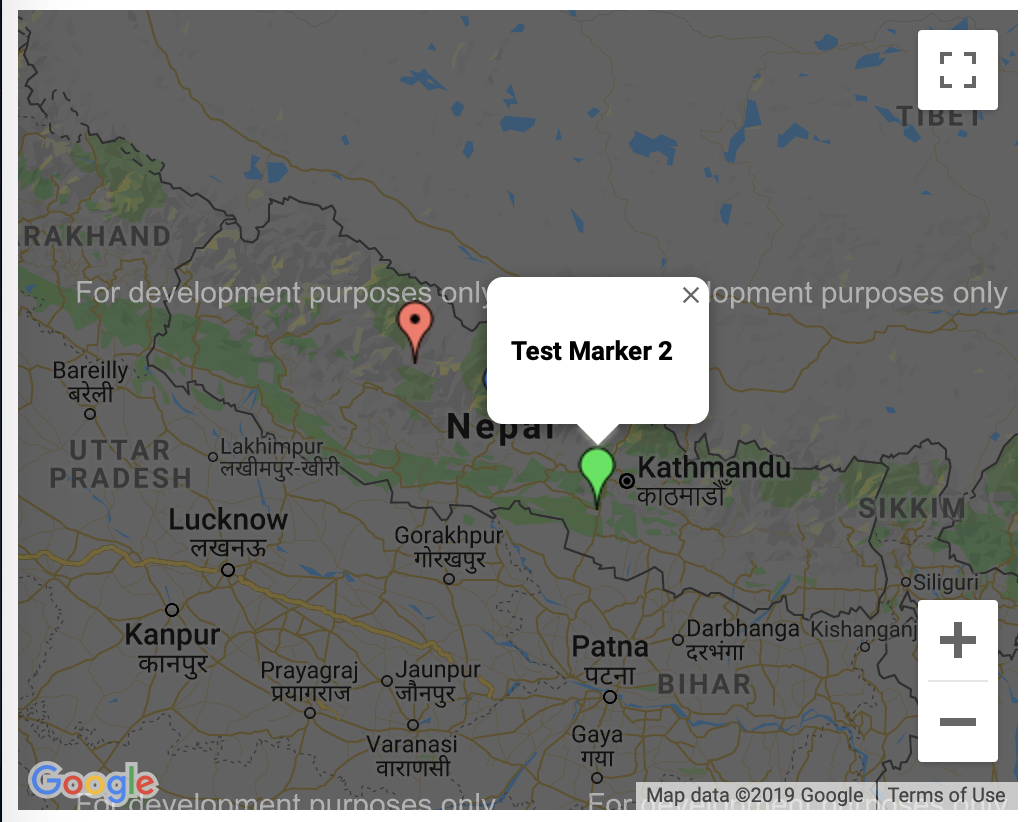 TIBET
RAKHAND
For development purposes only
lopment purposes only
Test Marker 2
Bareilly
बरेली
Nepal
UTTAR
PRADESH
Lakhimpur
लखीमपुर-खीरी
Kathmandu
काठमाडौँ
SIKKIM
Lucknow
लखनऊ
Gorakhpur
गोरखपुर
Siliguri
Kanpur
कानपुर
Patna
पटना
Darbhanga
दरभंगा
Kishanganj
Prayagraj
प्रयागराज
Jaunpur
जौनपुर
BIHAR
Varanasi
वाराणसी
Gaya
गया
Google
For development purposes only
For development purposes only
Map data ©2019 Google
Terms of Use